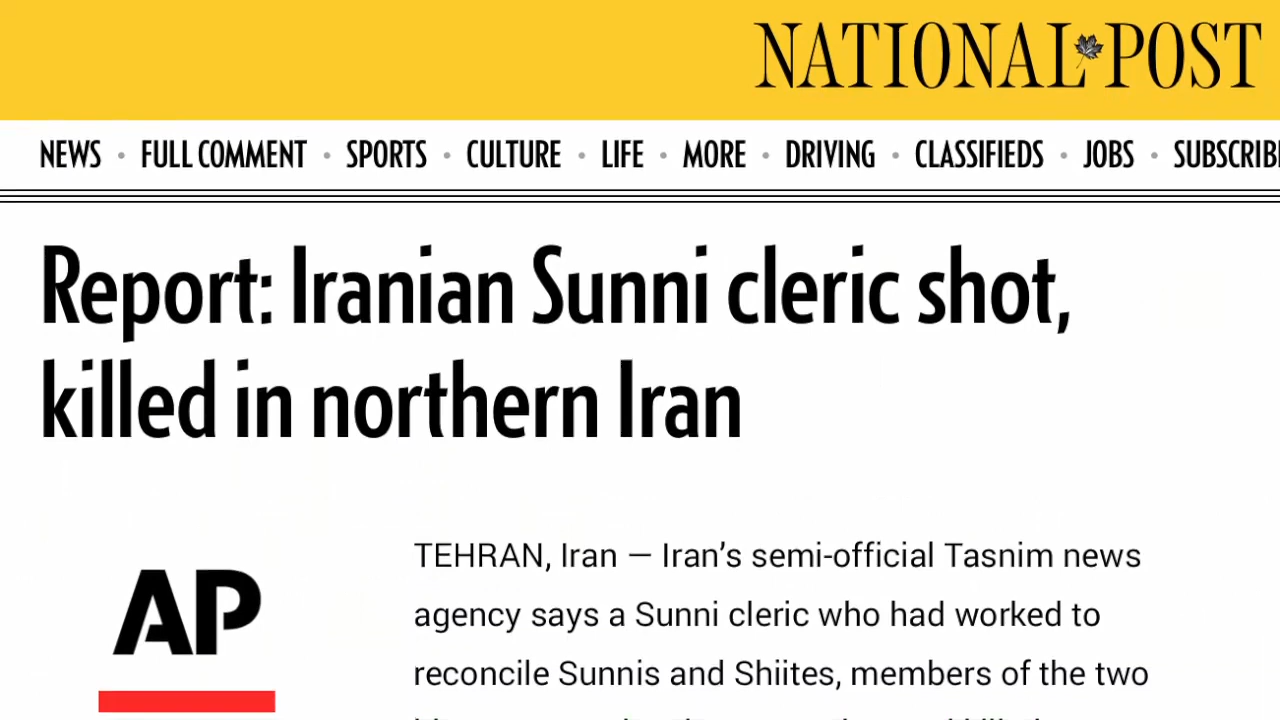 NATIONAL POST
NEWS • FULL COMMENT • SPORTS • CULTURE • LIFE • MORE • DRIVING • CLASSIFIEDS • JOBS •
Report: Iranian Sunni cleric shot,
killed in northern Iran
TEHRAN, Iran — Iran’s semi-official Tasnim news
AP
agency says a Sunni cleric who had worked to
reconcile Sunnis and Shiites, members of the two